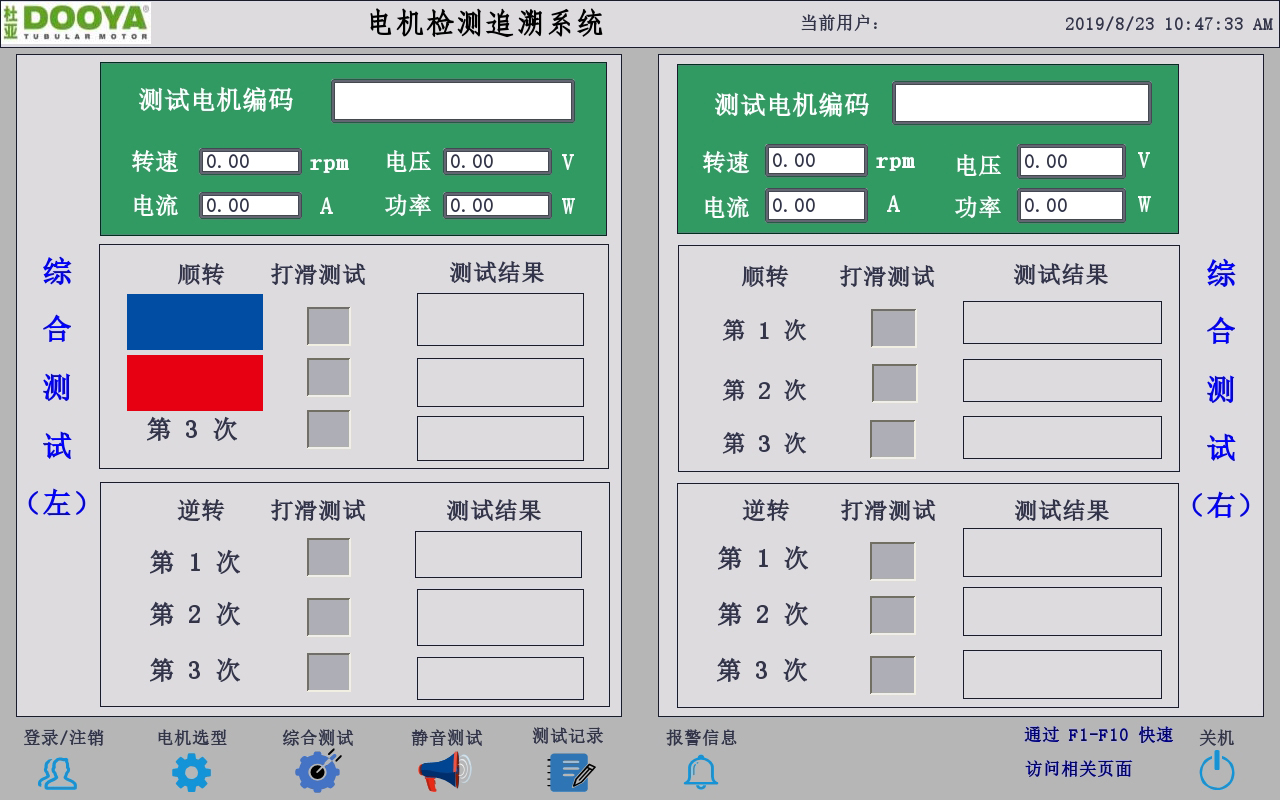 杜亚 DOOYA®
TUBULAR MOTOR
电机检测追溯系统
当前用户：
2019/8/23 10:47:33 AM
综合测试（左）
测试电机编码
转速 0.00 rpm 电压 0.00 V
电流 0.00 A 功率 0.00 W
顺转 打滑测试 测试结果
第 3 次
逆转 打滑测试 测试结果
第 1 次
第 2 次
第 3 次
测试电机编码
转速 0.00 rpm 电压 0.00 V
电流 0.00 A 功率 0.00 W
顺转 打滑测试 测试结果
第 1 次
第 2 次
第 3 次
逆转 打滑测试 测试结果
第 1 次
第 2 次
第 3 次
综合测试（右）
登录/注销
电机选型
综合测试
静音测试
测试记录
报警信息
通过 F1-F10 快速
访问相关页面
关机